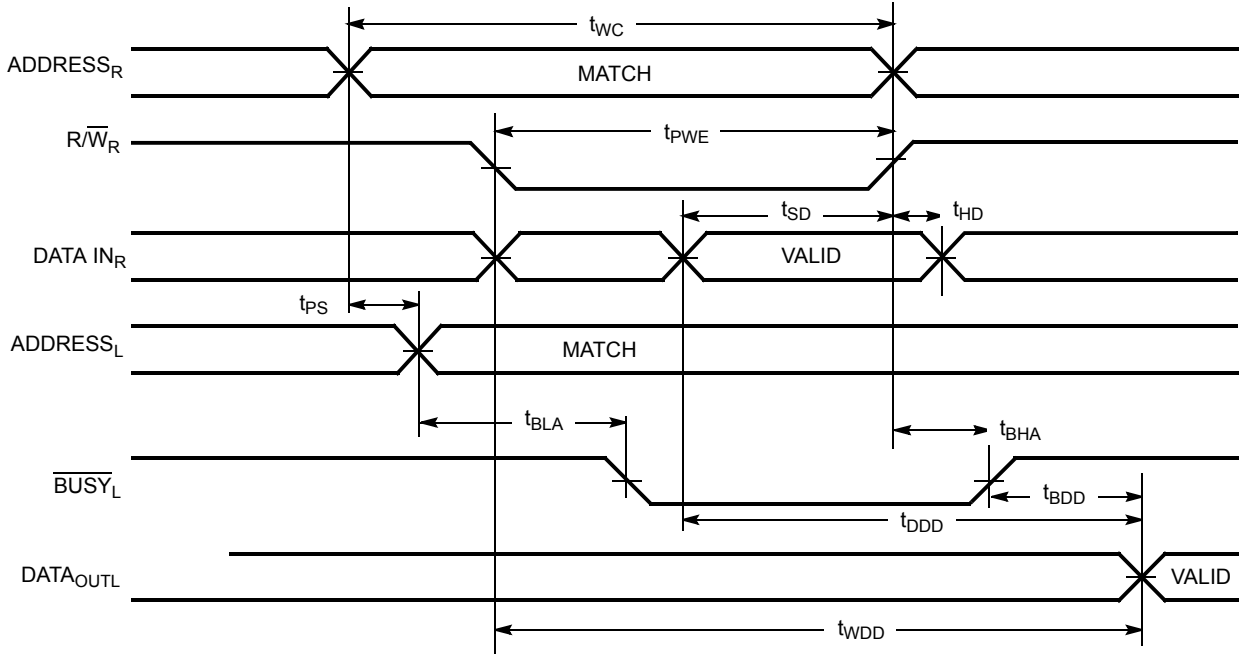 tWC
ADDRESSR
MATCH
R/W̅R
tPWE
tSD
tHD
DATA INR
VALID
tPS
ADDRESSL
MATCH
tBLA
tBHA
B̅U̅S̅Y̅L
tBDD
tDDD
DATAOUTL
VALID
tWDD